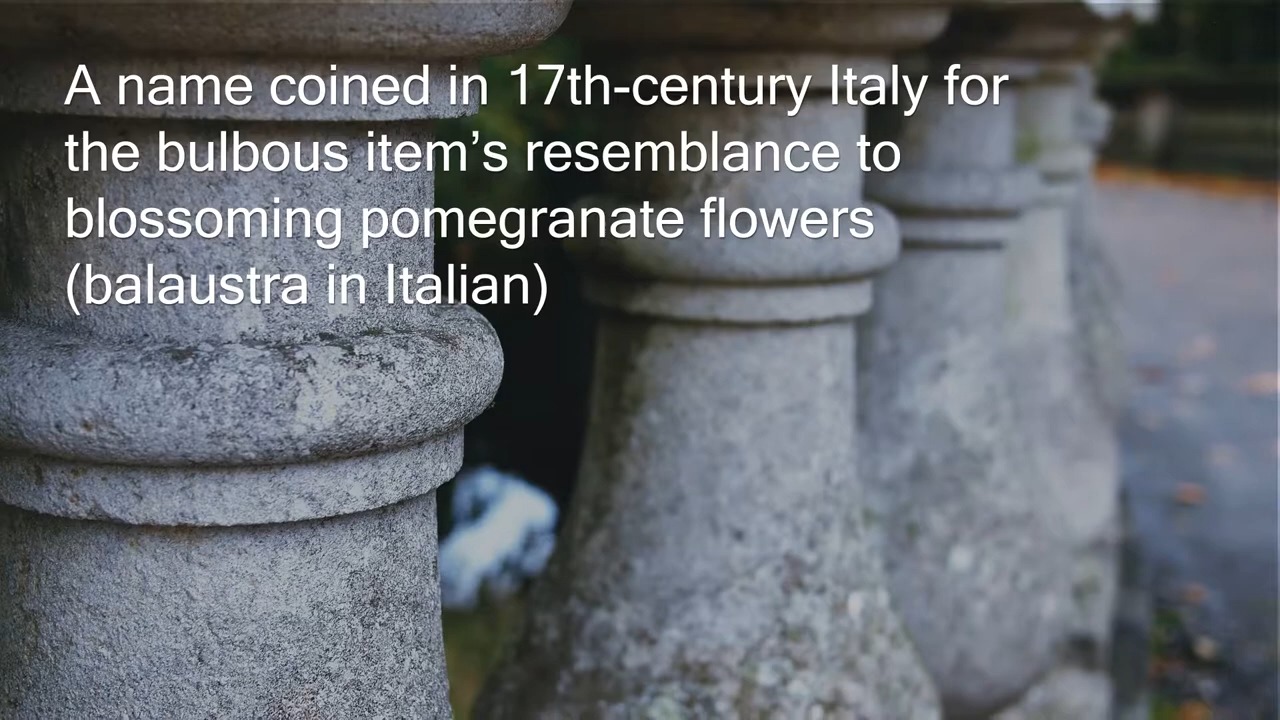 A name coined in 17th-century Italy for
the bulbous item’s resemblance to
blossoming pomegranate flowers
(balaustra in Italian)